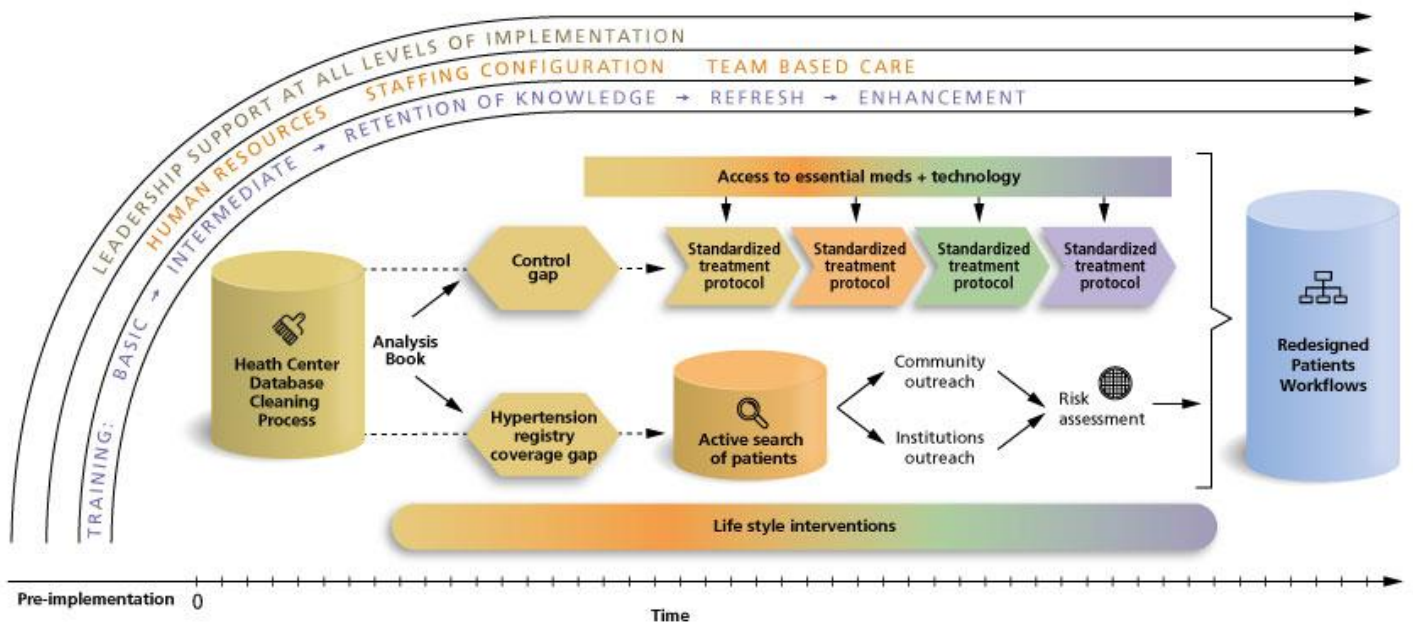 LEADERSHIP SUPPORT AT ALL LEVELS OF IMPLEMENTATION
HUMAN RESOURCES STAFFING CONFIGURATION TEAM BASED CARE
TRAINING: BASIC → INTERMEDIATE → RETENTION OF KNOWLEDGE → REFRESH → ENHANCEMENT
Access to essential meds + technology
Heath Center
Database
Cleaning
Process
Analysis
Book
Control
gap
Standardized
treatment
protocol
Standardized
treatment
protocol
Standardized
treatment
protocol
Standardized
treatment
protocol
Hypertension
registry
coverage gap
Active search
of patients
Community
outreach
Institutions
outreach
Risk
assessment
Redesigned
Patients
Workflows
Life style interventions
Pre-implementation 0
Time